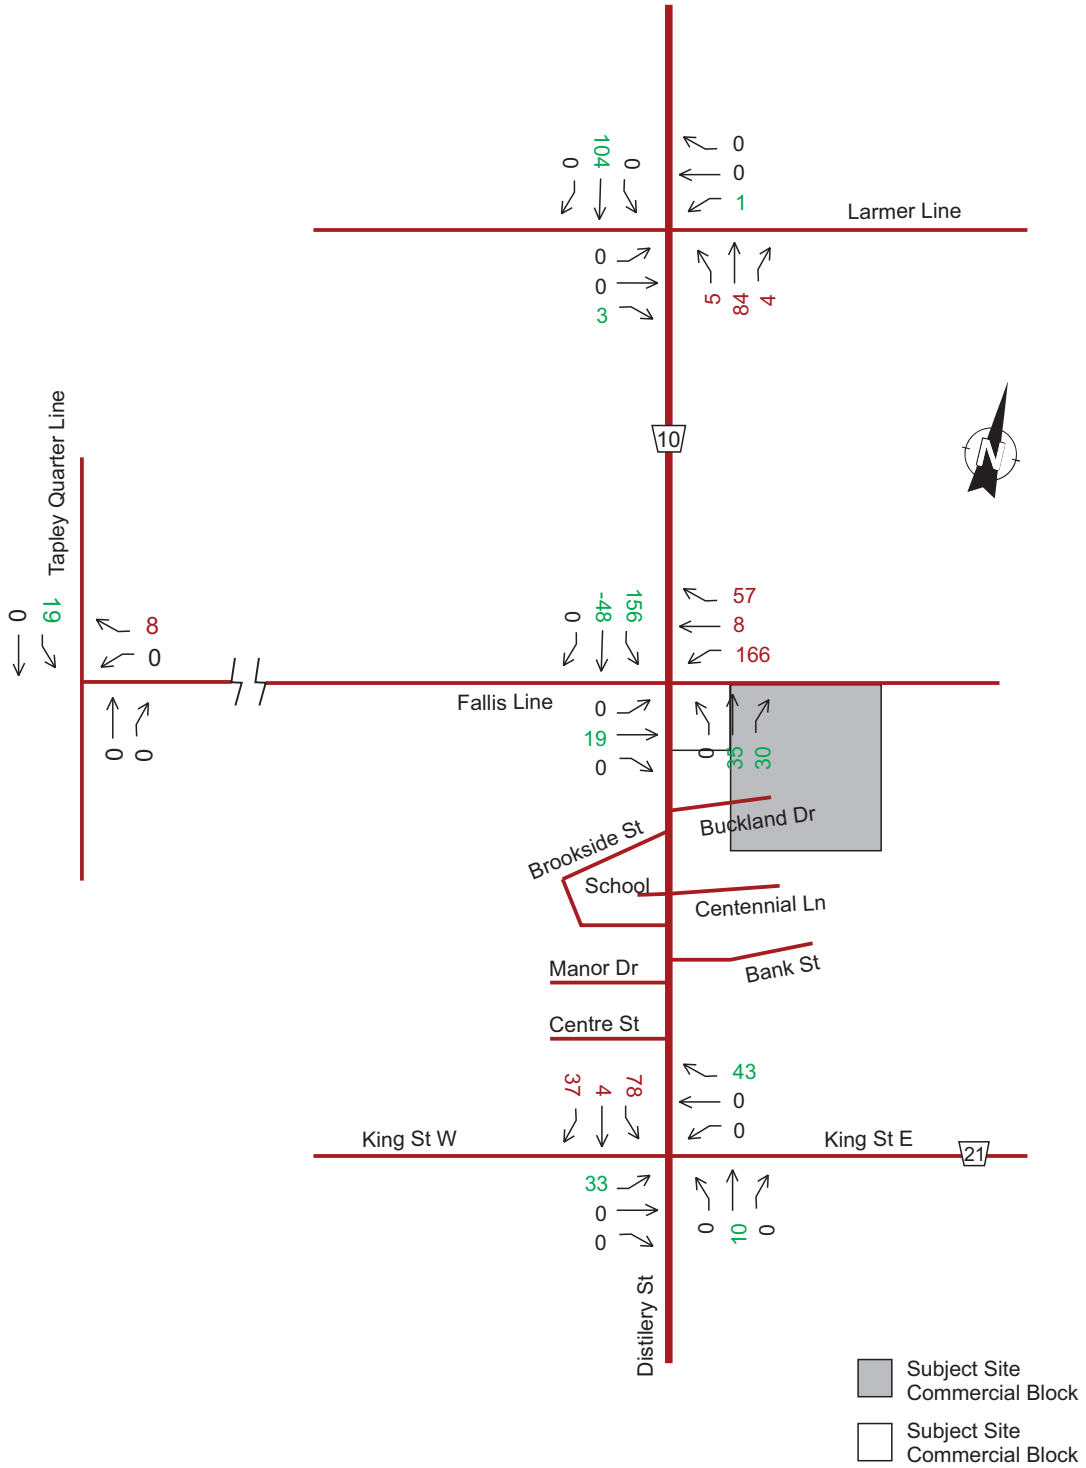 0
104
0
0
0
1
Larmer Line
0
0
3
5
84
4
10
N
Tapley Quarter Line
0
19
8
0
0
0
0
-48
156
57
8
166
Fallis Line
0
19
0
0
35
30
Buckland Dr
Brookside St
School
Centennial Ln
Bank St
Manor Dr
Centre St
37
4
78
43
0
0
King St W
King St E
21
33
0
0
0
10
0
Distilery St
Subject Site
Commercial Block
Subject Site
Commercial Block